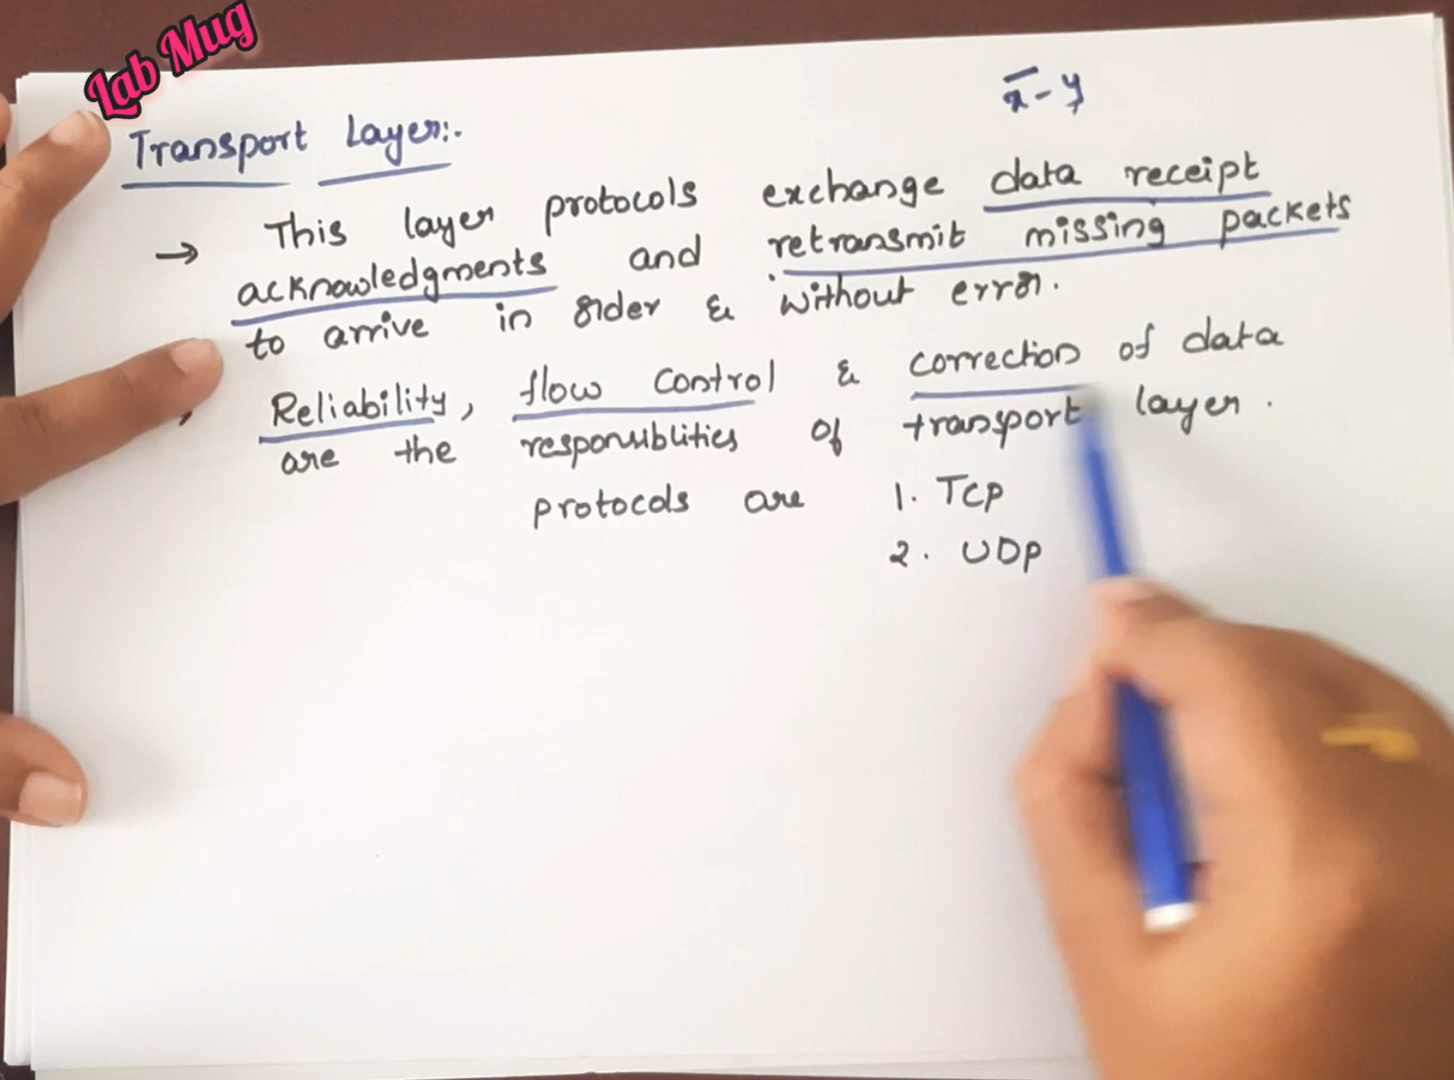 Lab Mug
x - y
Transport Layer:.
→ This layer protocols exchange data receipt
acknowledgments and retransmit missing packets
to arrive in order & without error.
Reliability, flow control & correction of data
are the responsiblities of transport layer.
protocols are 1. TCP
2. UDP